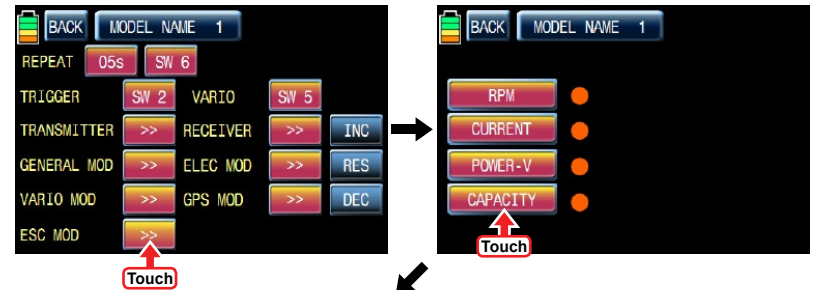 BACK MODEL NAME 1
REPEAT 05s SW 6
TRIGGER SW 2 VARIO SW 5
TRANSMITTER >> RECEIVER >> INC
GENERAL MOD >> ELEC MOD >> RES
VARIO MOD >> GPS MOD >> DEC
ESC MOD >>
Touch
BACK MODEL NAME 1
RPM
CURRENT
POWER-V
CAPACITY
Touch